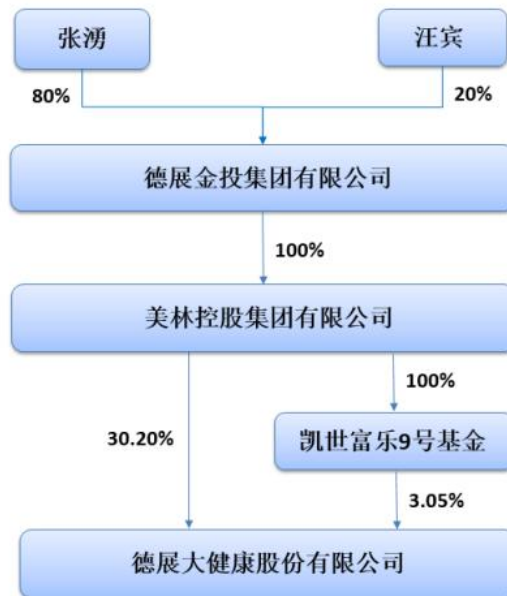 张湧
汪宾
80%
20%
德展金投集团有限公司
100%
美林控股集团有限公司
100%
30.20%
凯世富乐9号基金
3.05%
德展大健康股份有限公司